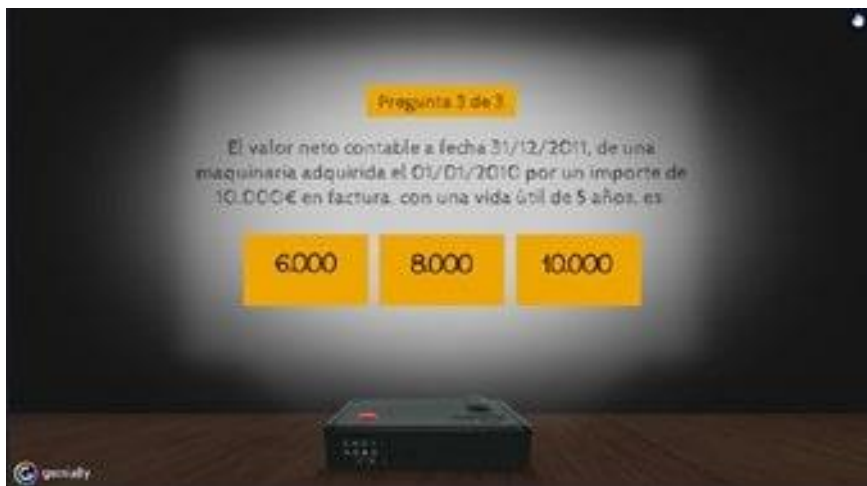 Pregunta 3 de 3
El valor neto contable a fecha 31/12/2011, de una
maquinaria adquirida el 01/01/2010 por un importe de
10.000€ en factura, con una vida útil de 5 años, es
6.000
8.000
10.000
genially